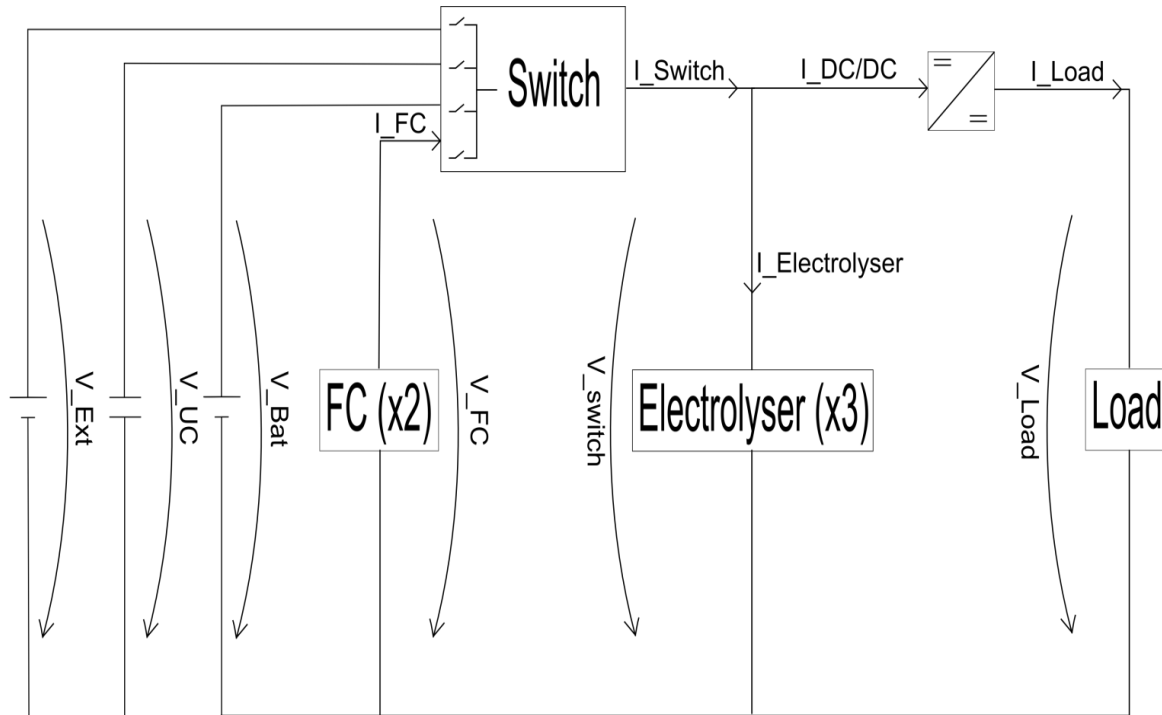 Switch
I_Switch
I_DC/DC
I_Load
I_FC
I_Electrolyser
V_Ext
V_UC
V_Bat
FC (x2)
V_FC
V_switch
Electrolyser (x3)
V_Load
Load